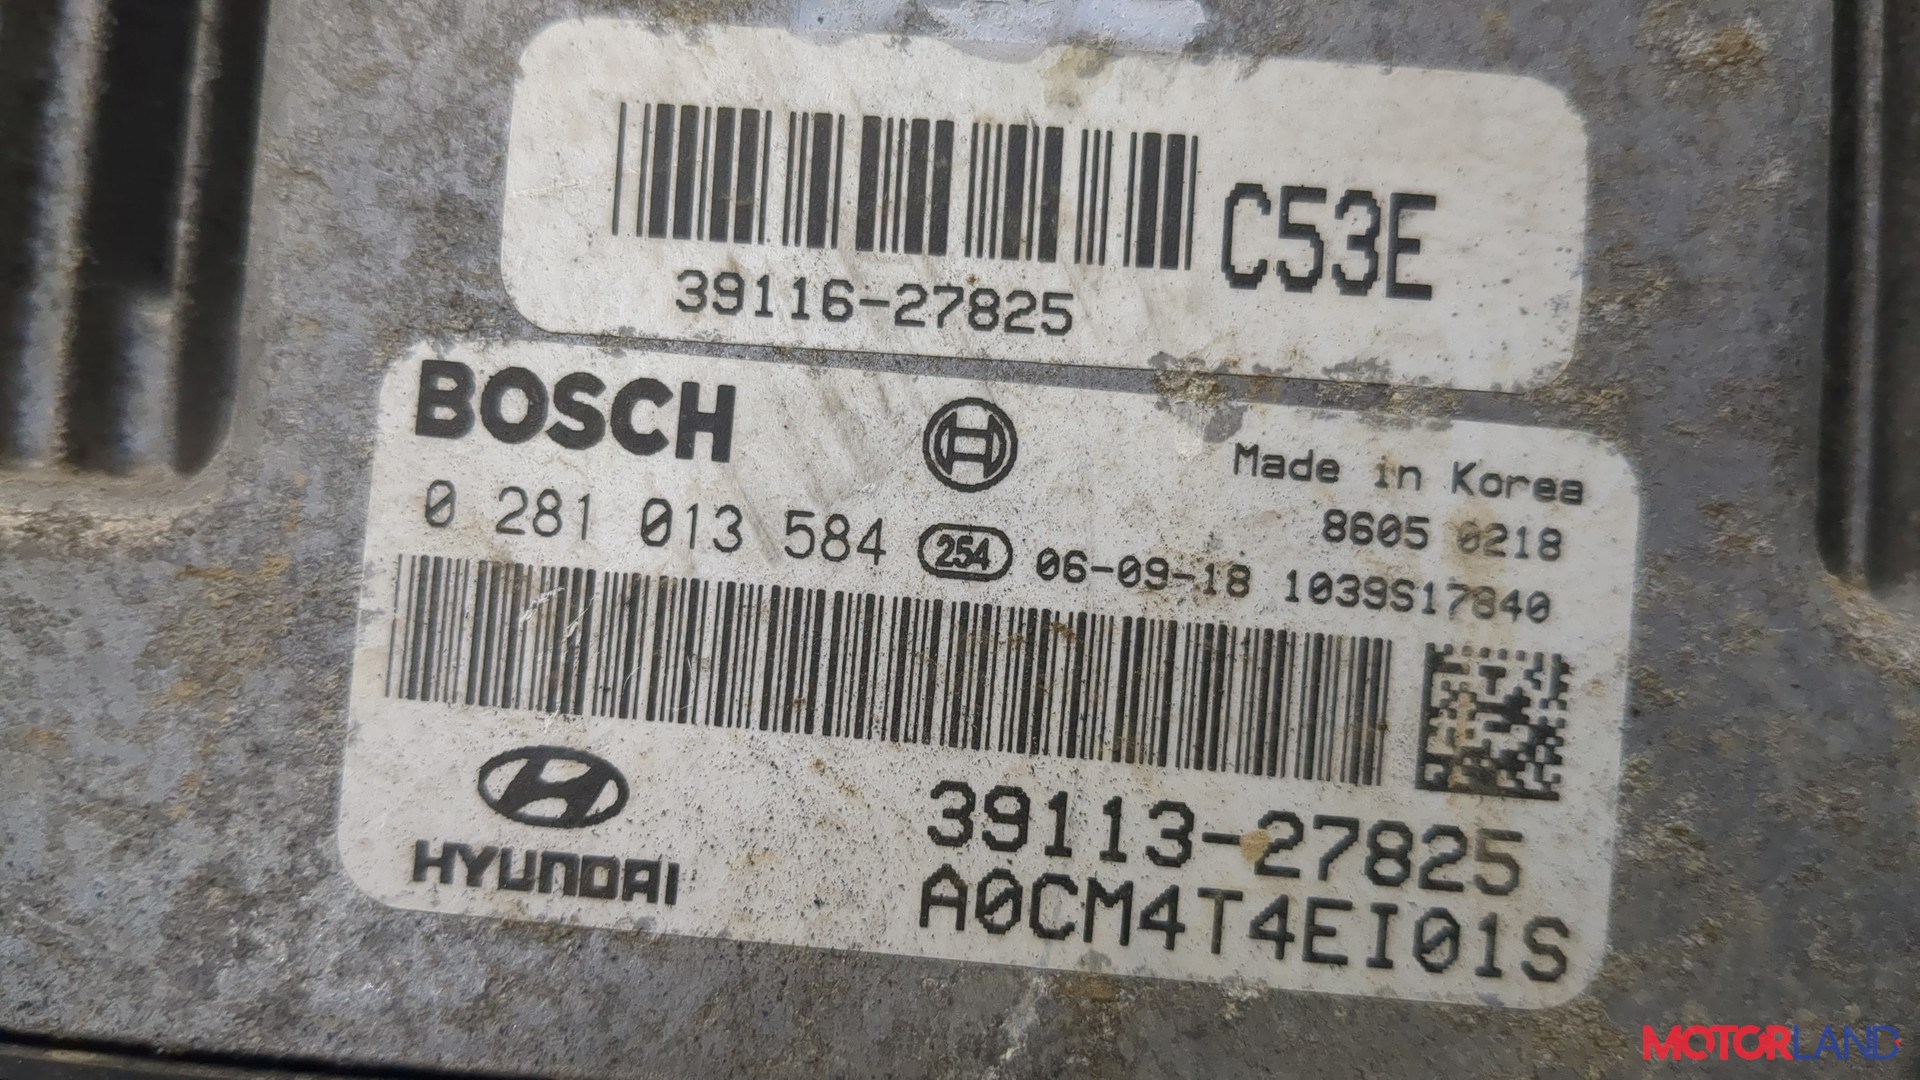 C53E
39116-27825
BOSCH
Made in Korea
8605 0218
0 281 013 584 254 06-09-18 1039S17840
HYUNDAI
39113-27825
A0CM4T4EI01S
MOTORLAND